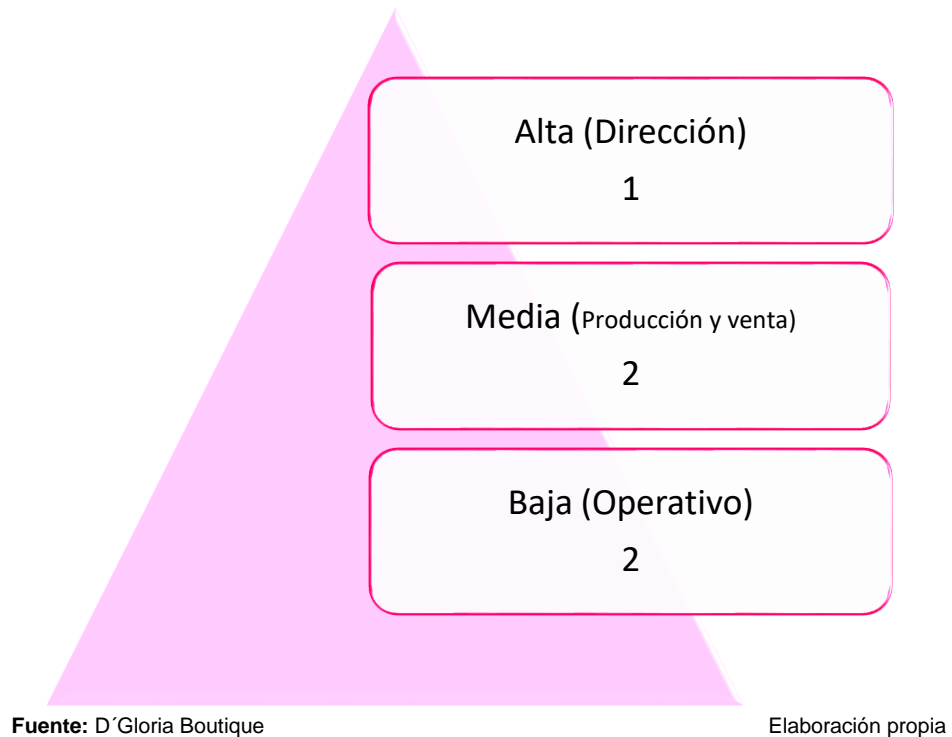 Alta (Dirección)
1
Media (Producción y venta)
2
Baja (Operativo)
2
Fuente: D´Gloria Boutique Elaboración propia